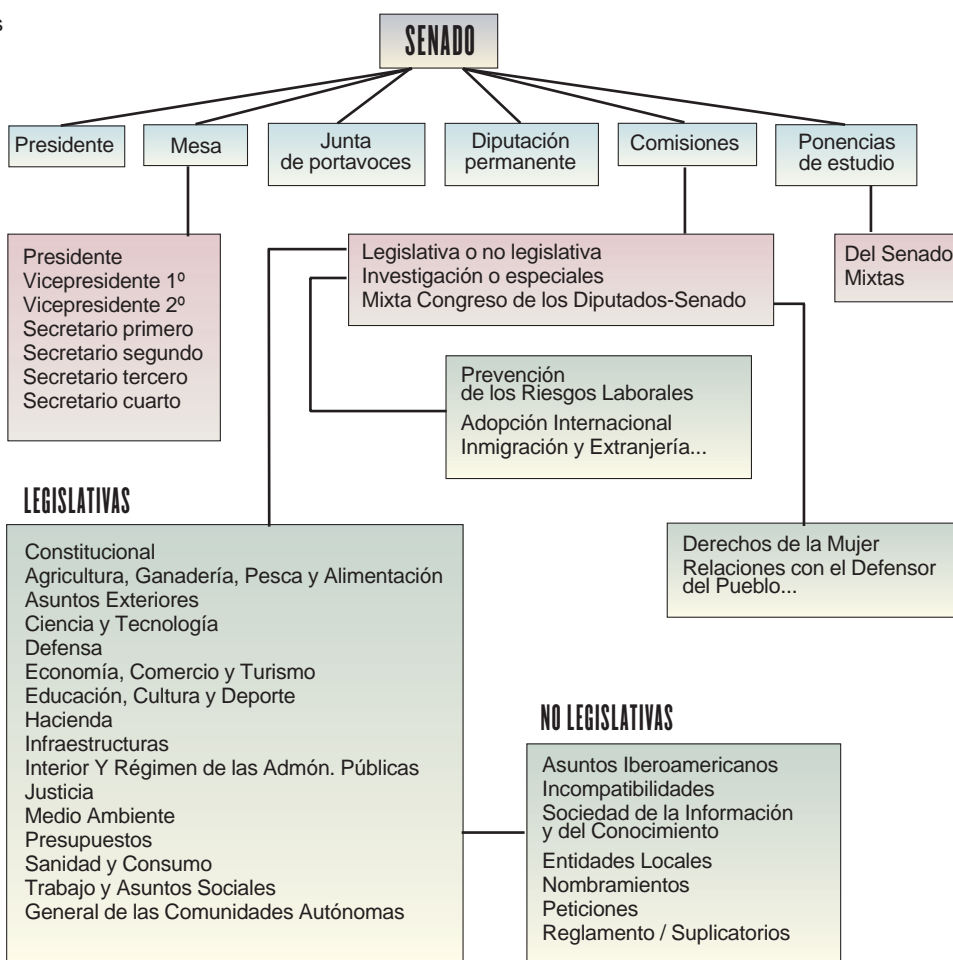 s
SENADO
Presidente
Mesa
Junta
de portavoces
Diputación
permanente
Comisiones
Ponencias
de estudio
Presidente
Vicepresidente 1º
Vicepresidente 2º
Secretario primero
Secretario segundo
Secretario tercero
Secretario cuarto
Legislativa o no legislativa
Investigación o especiales
Mixta Congreso de los Diputados-Senado
Del Senado
Mixtas
Prevención
de los Riesgos Laborales
Adopción Internacional
Inmigración y Extranjería...
LEGISLATIVAS
Constitucional
Agricultura, Ganadería, Pesca y Alimentación
Asuntos Exteriores
Ciencia y Tecnología
Defensa
Economía, Comercio y Turismo
Educación, Cultura y Deporte
Hacienda
Infraestructuras
Interior Y Régimen de las Admón. Públicas
Justicia
Medio Ambiente
Presupuestos
Sanidad y Consumo
Trabajo y Asuntos Sociales
General de las Comunidades Autónomas
Derechos de la Mujer
Relaciones con el Defensor
del Pueblo...
NO LEGISLATIVAS
Asuntos Iberoamericanos
Incompatibilidades
Sociedad de la Información
y del Conocimiento
Entidades Locales
Nombramientos
Peticiones
Reglamento / Suplicatorios